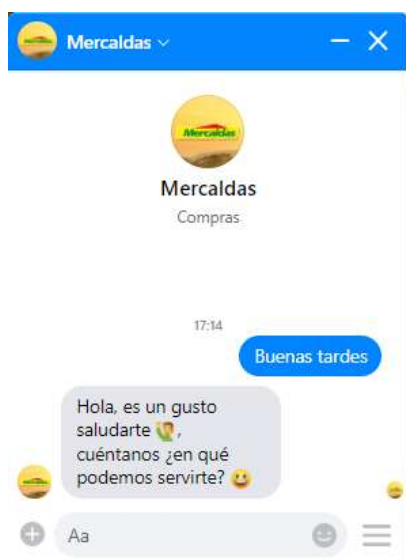 Mercaldas
Mercaldas
Mercaldas
Compras
17:14
Buenas tardes
Hola, es un gusto
saludarte 🙋,
cuéntanos ¿en qué
podemos servirte? 😀
Aa